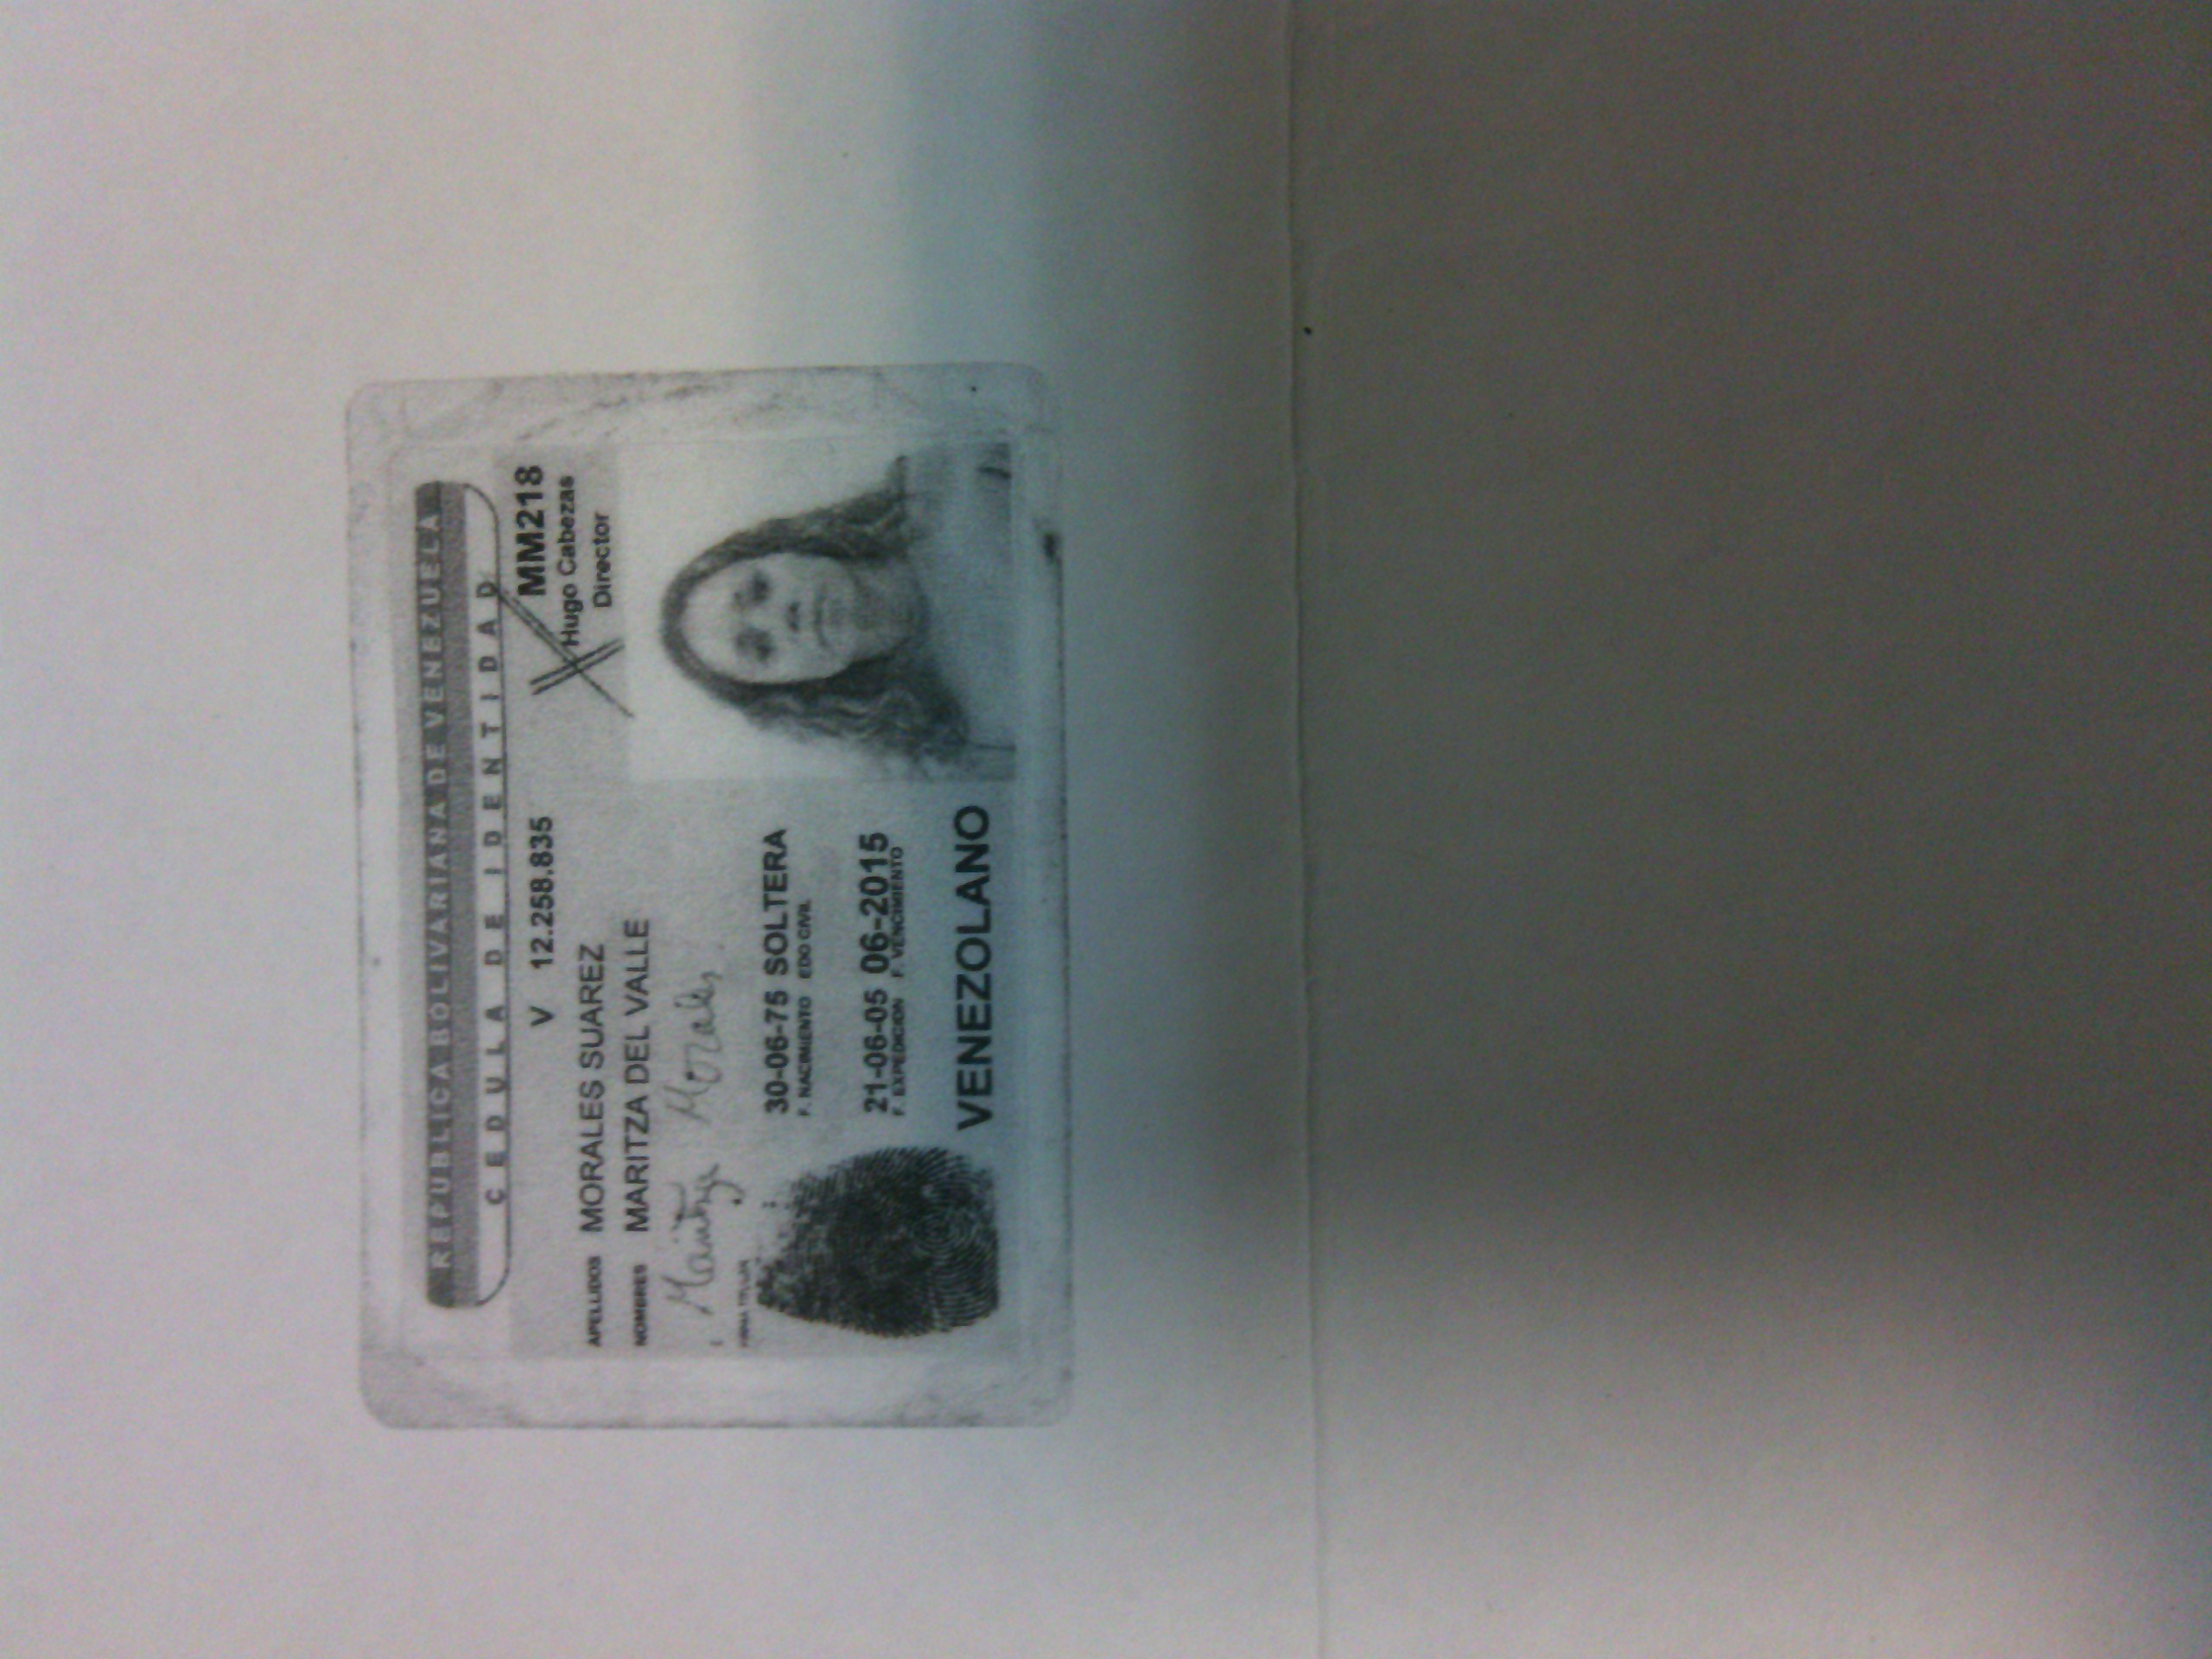 REPUBLICA BOLIVARIANA DE VENEZUELA
CEDULA DE IDENTIDAD
V 12.258.835
MM218
Hugo Cabezas
Director
APELLIDOS MORALES SUAREZ
NOMBRES MARITZA DEL VALLE
Maritza Morales
FIRMA TITULAR
30-06-75 SOLTERA
F. NACIMIENTO EDO CIVIL
21-06-05 06-2015
F. EXPEDICION F. VENCIMIENTO
VENEZOLANO